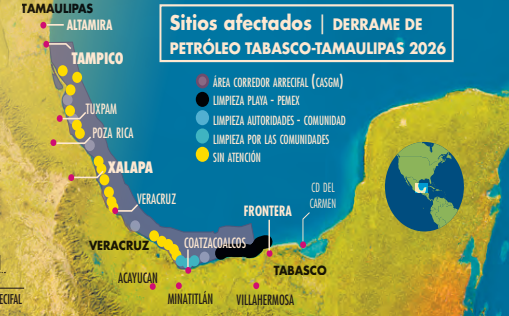 TAMAULIPAS
ALTAMIRA
Sitios afectados | DERRAME DE
PETRÓLEO TABASCO-TAMAULIPAS 2026
TAMPICO
ÁREA CORREDOR ARRECIFAL (CASGM)
LIMPIEZA PLAYA - PEMEX
TUXPAM
LIMPIEZA AUTORIDADES - COMUNIDAD
POZA RICA
LIMPIEZA POR LAS COMUNIDADES
SIN ATENCIÓN
XALAPA
VERACRUZ
CD DEL
CARMEN
FRONTERA
VERACRUZ
COATZACOALCOS
TABASCO
ACAYUCAN
MINATITLÁN
VILLAHERMOSA
ECIFAL